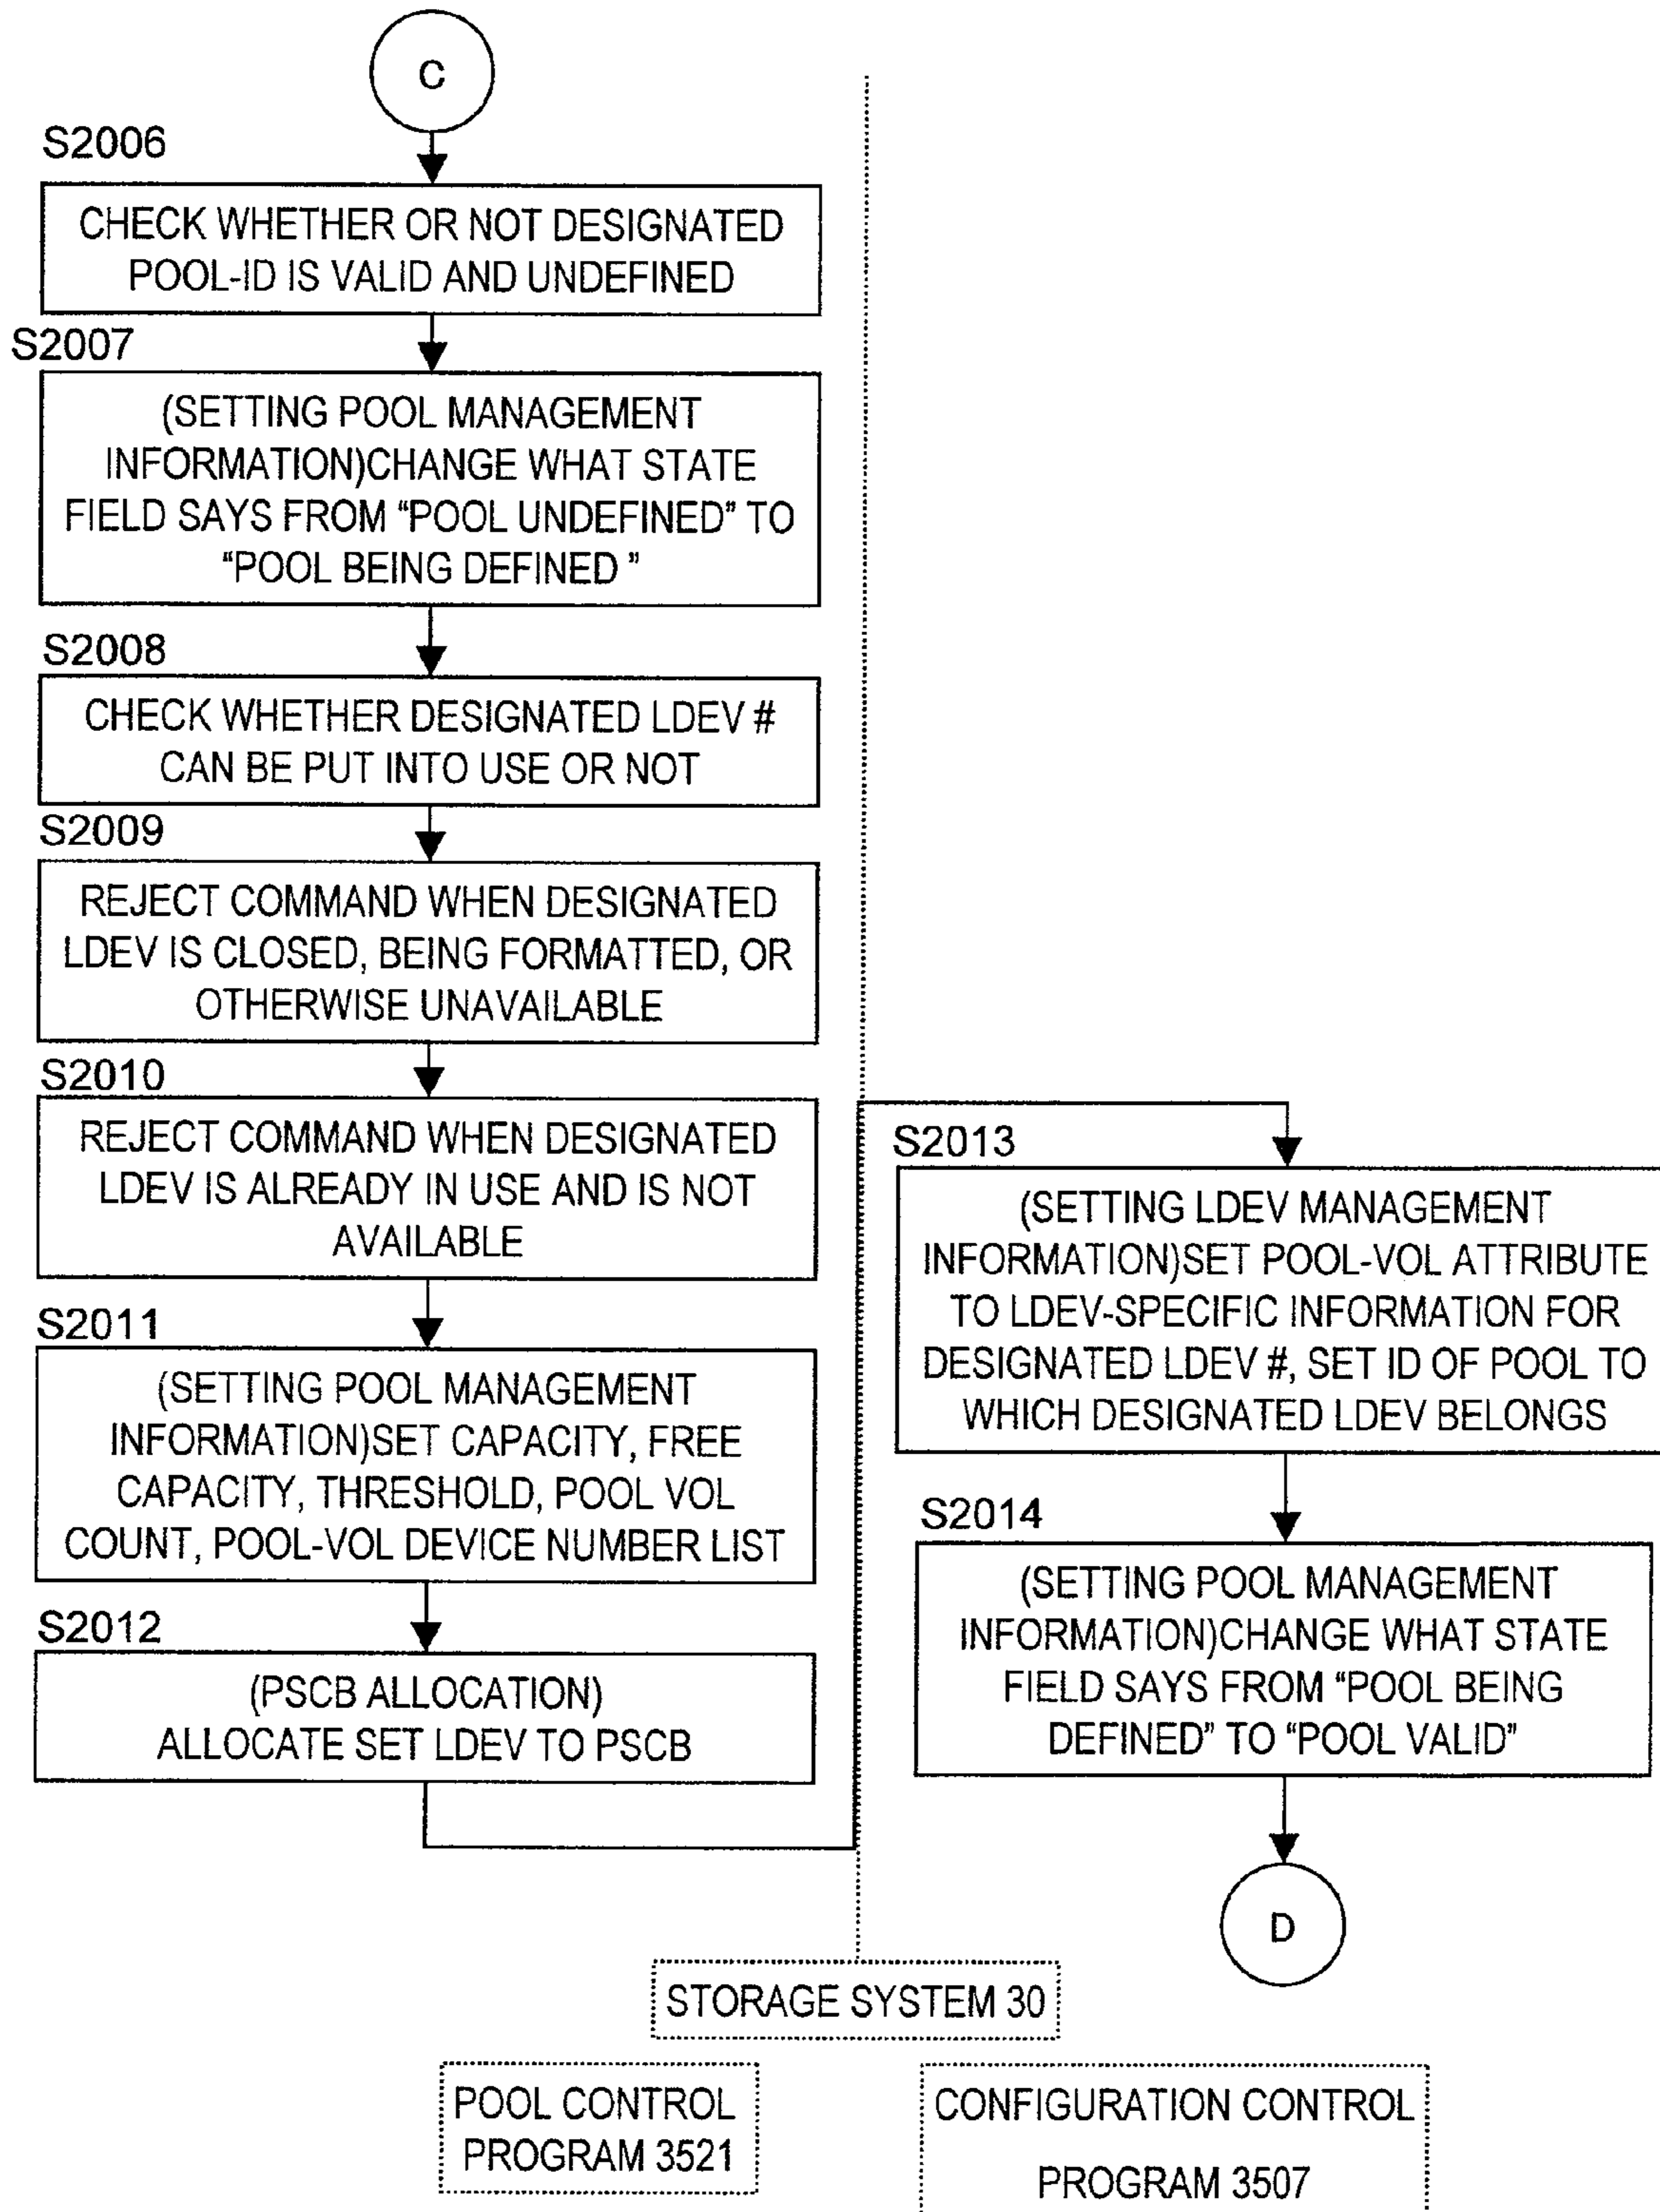 C
S2006
CHECK WHETHER OR NOT DESIGNATED
POOL-ID IS VALID AND UNDEFINED
S2007
(SETTING POOL MANAGEMENT
INFORMATION)CHANGE WHAT STATE
FIELD SAYS FROM “POOL UNDEFINED” TO
“POOL BEING DEFINED ”
S2008
CHECK WHETHER DESIGNATED LDEV #
CAN BE PUT INTO USE OR NOT
S2009
REJECT COMMAND WHEN DESIGNATED
LDEV IS CLOSED, BEING FORMATTED, OR
OTHERWISE UNAVAILABLE
S2010
REJECT COMMAND WHEN DESIGNATED
LDEV IS ALREADY IN USE AND IS NOT
AVAILABLE
S2011
(SETTING POOL MANAGEMENT
INFORMATION)SET CAPACITY, FREE
CAPACITY, THRESHOLD, POOL VOL
COUNT, POOL-VOL DEVICE NUMBER LIST
S2012
(PSCB ALLOCATION)
ALLOCATE SET LDEV TO PSCB
S2013
(SETTING LDEV MANAGEMENT
INFORMATION)SET POOL-VOL ATTRIBUTE
TO LDEV-SPECIFIC INFORMATION FOR
DESIGNATED LDEV #, SET ID OF POOL TO
WHICH DESIGNATED LDEV BELONGS
S2014
(SETTING POOL MANAGEMENT
INFORMATION)CHANGE WHAT STATE
FIELD SAYS FROM “POOL BEING
DEFINED” TO “POOL VALID”
D
STORAGE SYSTEM 30
POOL CONTROL
PROGRAM 3521
CONFIGURATION CONTROL
PROGRAM 3507